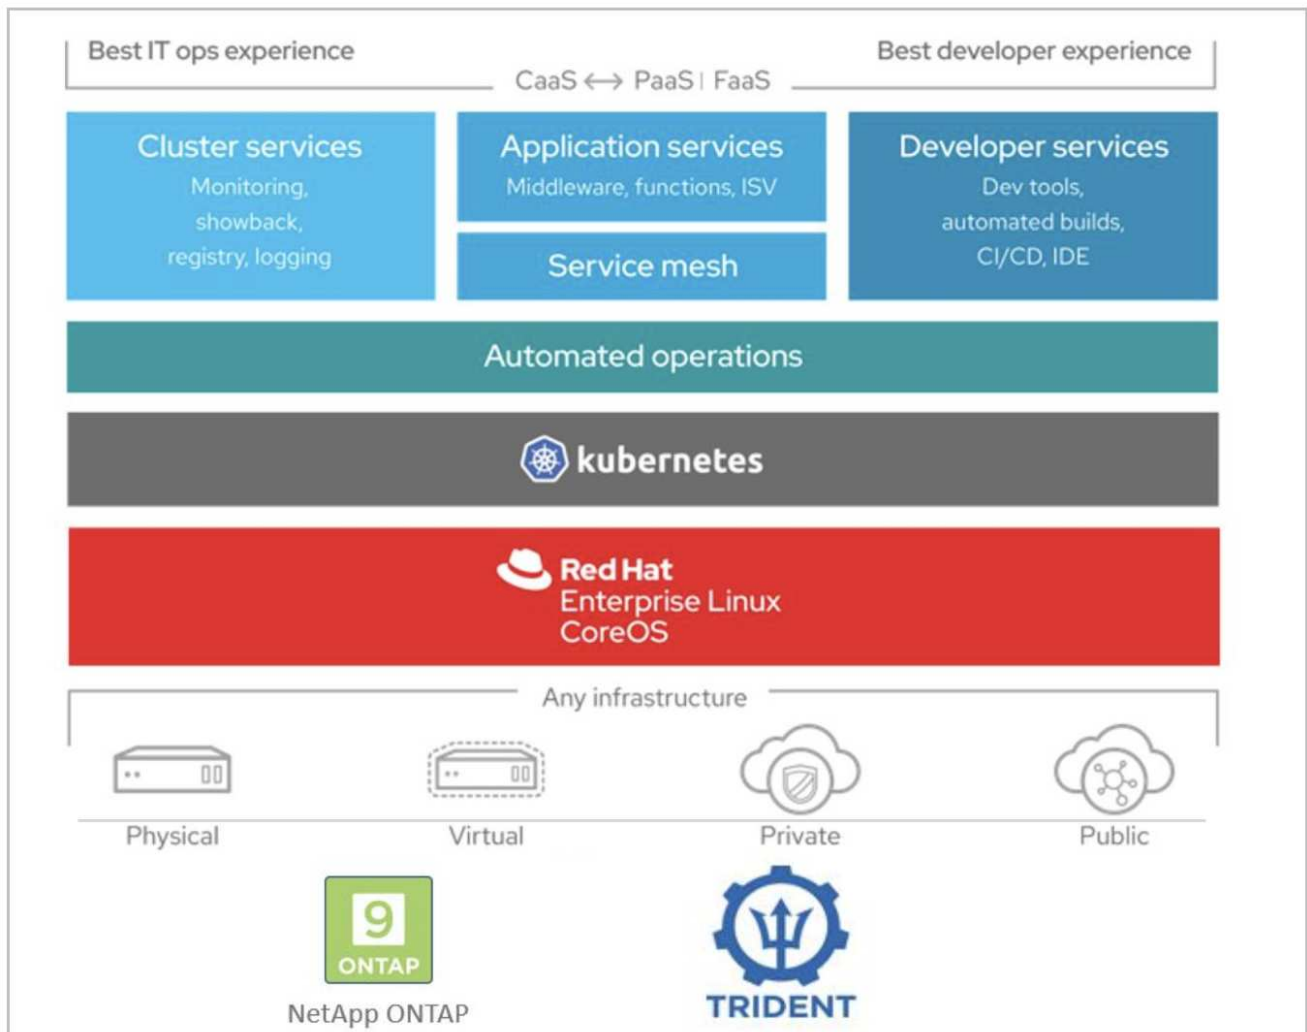 Best IT ops experience
Best developer experience
CaaS ↔ PaaS | FaaS
Cluster services
Monitoring,
showback,
registry, logging
Application services
Middleware, functions, ISV
Service mesh
Developer services
Dev tools,
automated builds,
CI/CD, IDE
Automated operations
kubernetes
Red Hat
Enterprise Linux
CoreOS
Any infrastructure
Physical
Virtual
Private
Public
9
ONTAP
NetApp ONTAP
TRIDENT